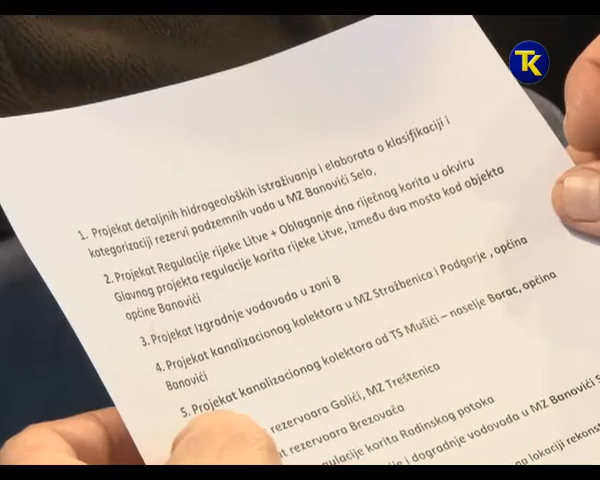 TK
1. Projekat detaljnih hidrogeoloških istraživanja i elaborata o klasifikaciji i
kategorizaciji rezervi podzemnih voda u MZ Banovići Selo,
2. Projekat Regulacije rijeke Litve + Oblaganje dna riječnog korita u okviru
Glavnog projekta regulacije korita rijeke Litve, između dva mosta kod objekta
općine Banovići
3. Projekat Izgradnje vodovoda u zoni B
4. Projekat kanalizacionog kolektora u MZ Stražbenica i Podgorje , općina
Banovići
5. Projekat kanalizacionog kolektora od TS Mušići – naselje Borac, općina
rezervoara Golići, MZ Treštenica
rezervoara Brezovača
korita Radinskog potoka
i dogradnje vodovoda u MZ Banovići
na lokaciji